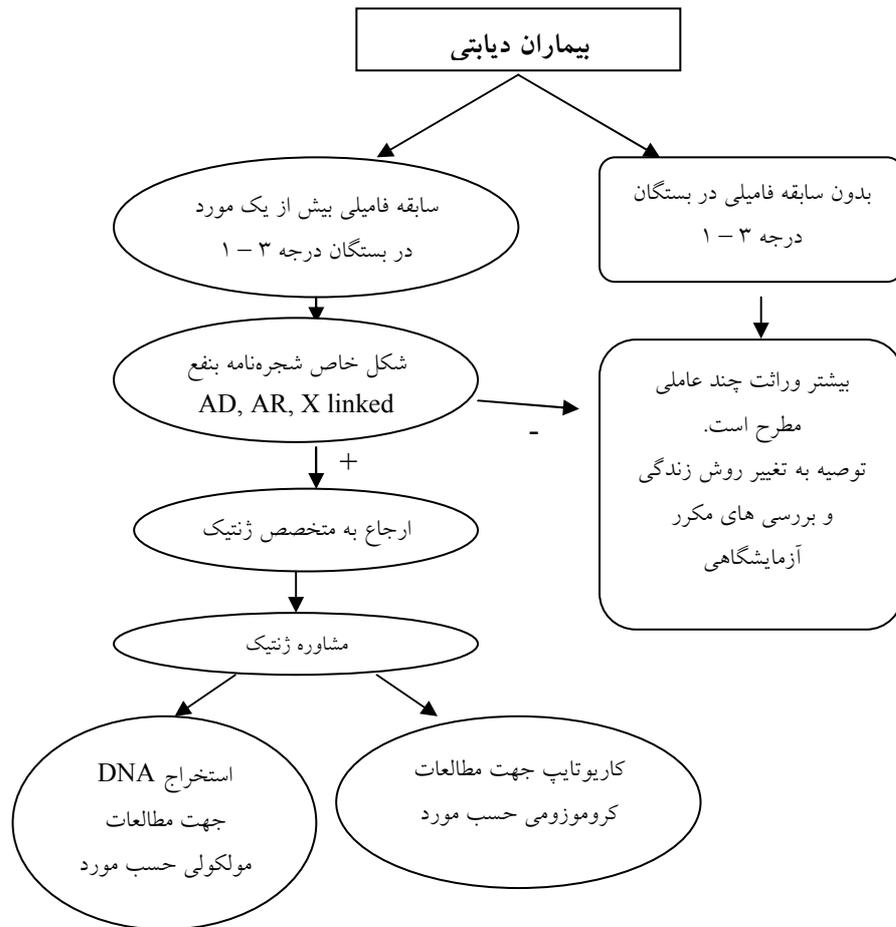 بیماران دیابتی
بدون سابقه فامیلی در بستگان
درجه ۳ – ۱
سابقه فامیلی بیش از یک مورد
در بستگان درجه ۳ – ۱
بیشتر وراثت چند عاملی
مطرح است.
توصیه به تغییر روش زندگی
و بررسی های مکرر
آزمایشگاهی
شکل خاص شجره‌نامه بنفع
AD, AR, X linked
-
+
ارجاع به متخصص ژنتیک
مشاوره ژنتیک
کاریوتایپ جهت مطالعات
کروموزومی حسب مورد
استخراج DNA
جهت مطالعات
مولکولی حسب مورد